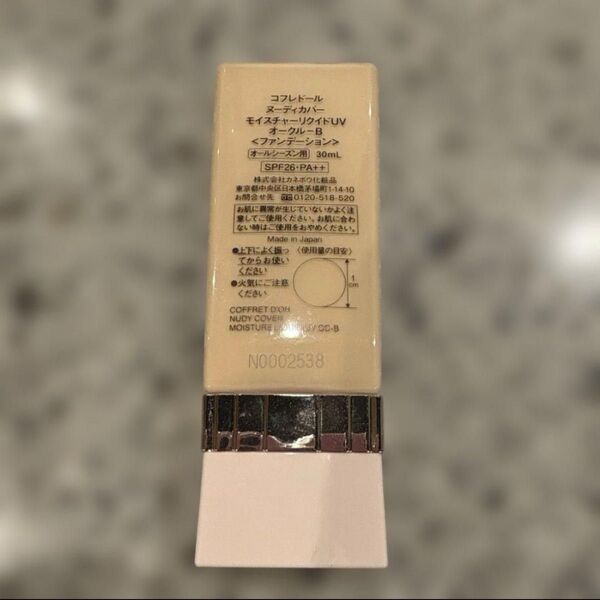 コフレドール
ヌーディカバー
モイスチャーリクイドUV
オークル－B
＜ファンデーション＞
オールシーズン用 30mL
SPF26・PA++
株式会社カネボウ化粧品
東京都中央区日本橋茅場町1-14-10
お問合せ先 0120-518-520
お肌に異常が生じていないかよく注
意してご使用ください。お肌に合わ
ない時はご使用をおやめください。
Made in Japan
●上下によく振っ
てからお使い
ください
●火気にご注意
ください
〈使用量の目安〉
1
cm
COFFRET D'OR
NUDY COVER
MOISTURE LIQUID UV OC-B
N0002538